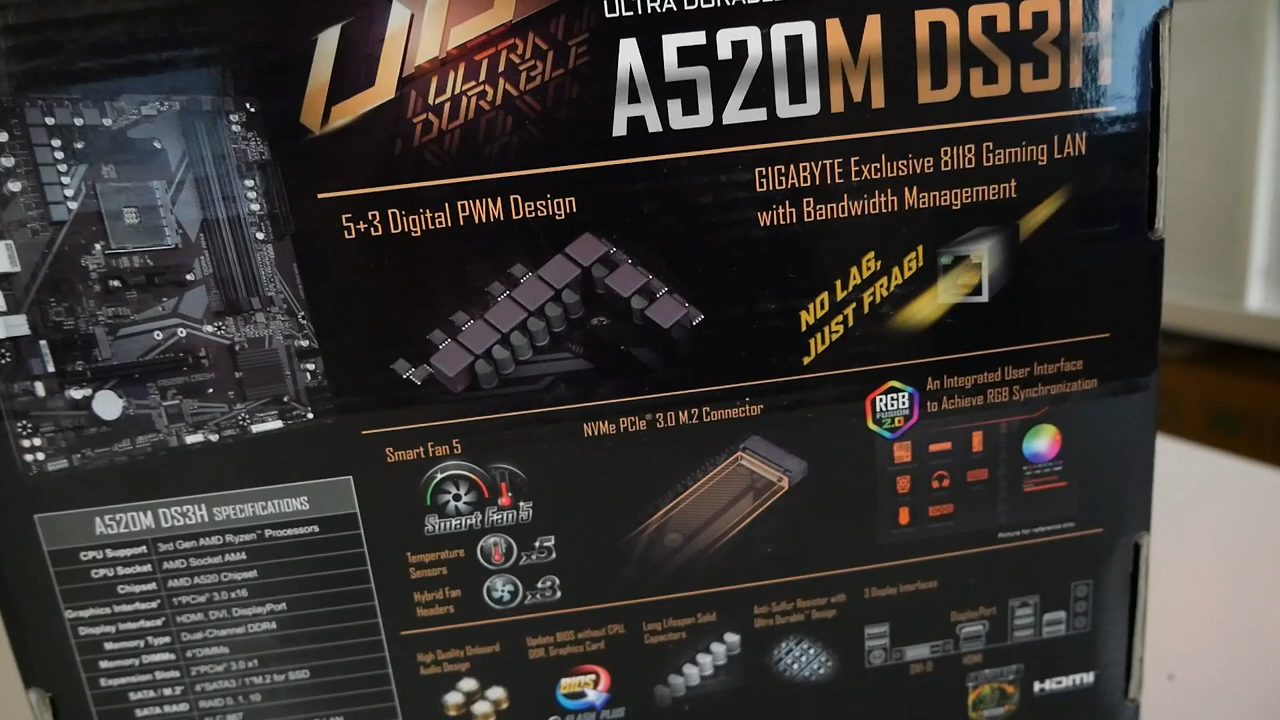 ULTRA DURABLE
UD
ULTRA
DURABLE
A520M DS3H
5+3 Digital PWM Design
GIGABYTE Exclusive 8118 Gaming LAN
with Bandwidth Management
NO LAG,
JUST FRAG!
Smart Fan 5
Smart Fan 5
Temperature
Sensors
x5
Hybrid Fan
Headers
x3
NVMe PCIe® 3.0 M.2 Connector
RGB
FUSION
2.0
An Integrated User Interface
to Achieve RGB Synchronization
A520M DS3H SPECIFICATIONS
CPU Support 3rd Gen AMD Ryzen™ Processors
CPU Socket AMD Socket AM4
Chipset AMD A520 Chipset
Graphics Interface* 1*PCIe® 3.0 x16
Display Interface* HDMI, DVI, DisplayPort
Memory Type Dual-Channel DDR4
Memory DIMMs 4*DIMMs
Expansion Slots 2*PCIe® 3.0 x1
SATA / M.2* 4*SATA3 / 1*M.2 for SSD
SATA RAID RAID 0, 1, 10
High Quality Onboard
Audio Design
Update BIOS without CPU,
DDR, Graphics Card
BIOS
FLASH PLUS
Long Lifespan Solid
Capacitors
Anti-Sulfur Resistor with
Ultra Durable™ Design
3 Display Interfaces
DisplayPort
DVI-D
HDMI
HDMI